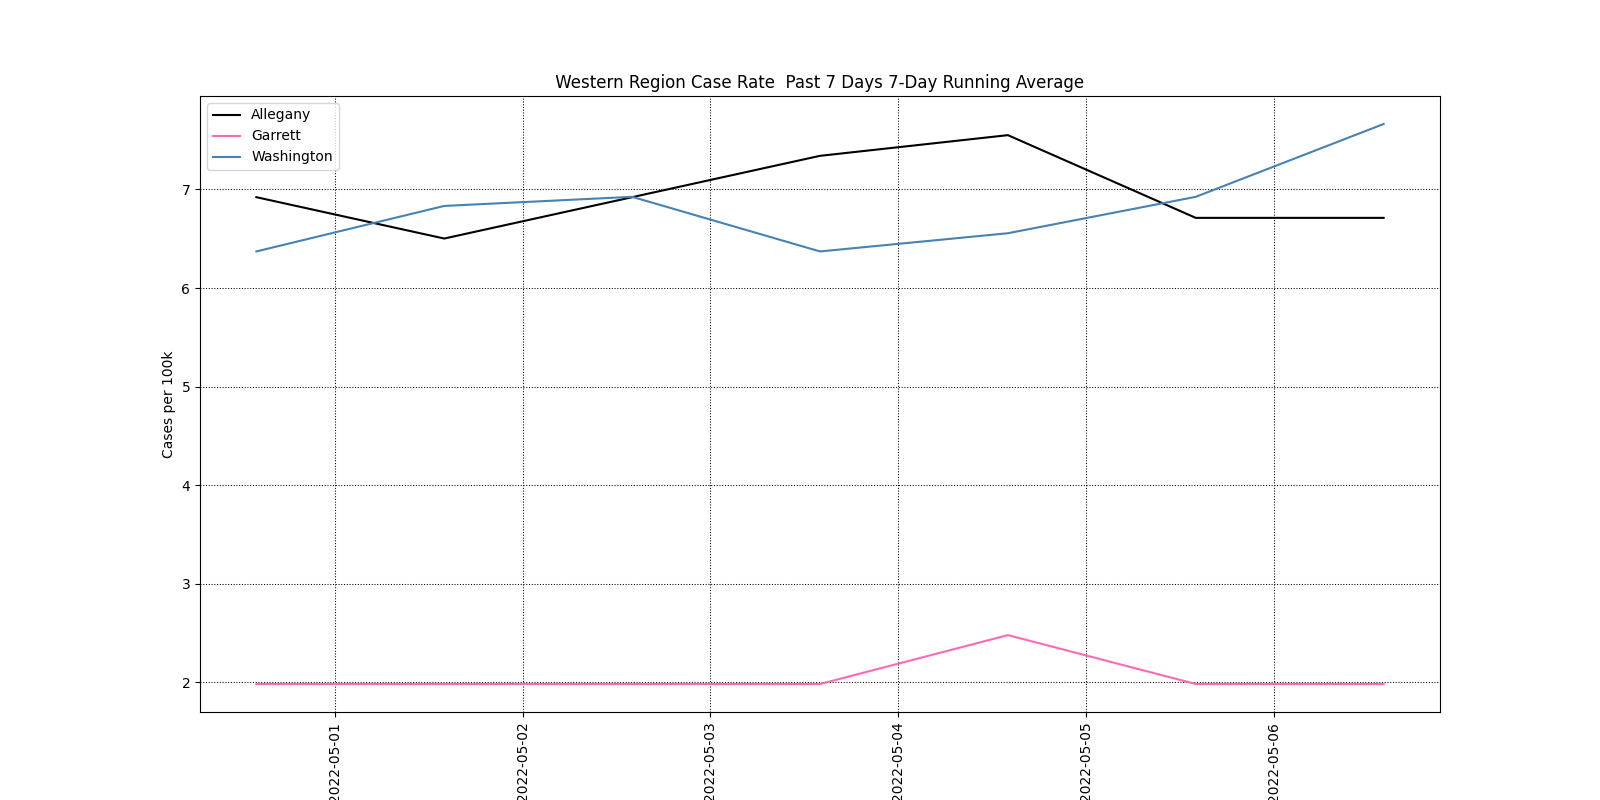 Western Region Case Rate  Past 7 Days 7-Day Running Average
Allegany
Garrett
Washington
7
6
5
4
3
2
Cases per 100k
2022-05-01
2022-05-02
2022-05-03
2022-05-04
2022-05-05
2022-05-06